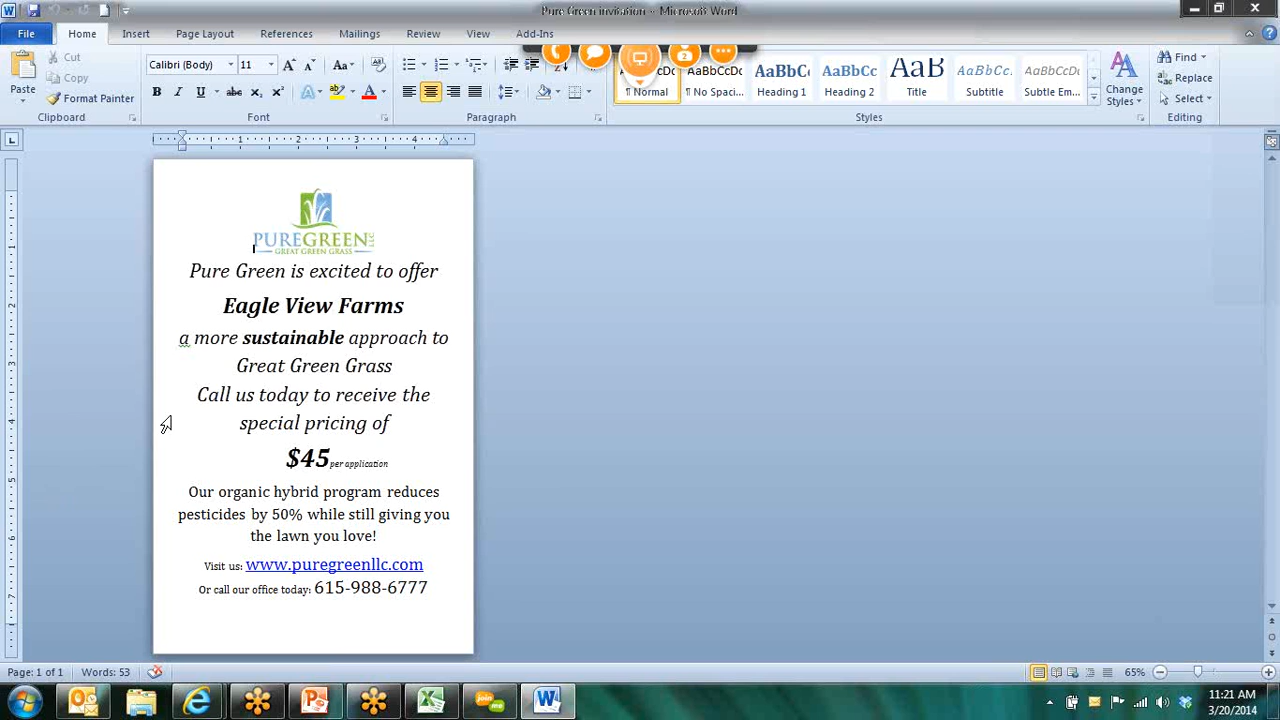 Pure Green invitation - Microsoft Word
File Home Insert Page Layout References Mailings Review View Add-Ins
Cut
Copy
Format Painter
Paste
Clipboard
Calibri (Body) 11
Font
Paragraph
AaBbCcDc AaBbCcDc AaBbCc AaBbCc AaB AaBbCc. AaBbCcDc
¶ Normal ¶ No Spaci... Heading 1 Heading 2 Title Subtitle Subtle Em...
Change Styles
Styles
Find
Replace
Select
Editing
PUREGREEN LLC
GREAT GREEN GRASS
Pure Green is excited to offer
Eagle View Farms
a more sustainable approach to
Great Green Grass
Call us today to receive the
special pricing of
$45 per application
Our organic hybrid program reduces
pesticides by 50% while still giving you
the lawn you love!
Visit us: www.puregreenllc.com
Or call our office today: 615-988-6777
Page: 1 of 1 Words: 53 65%
join me
11:21 AM
3/20/2014